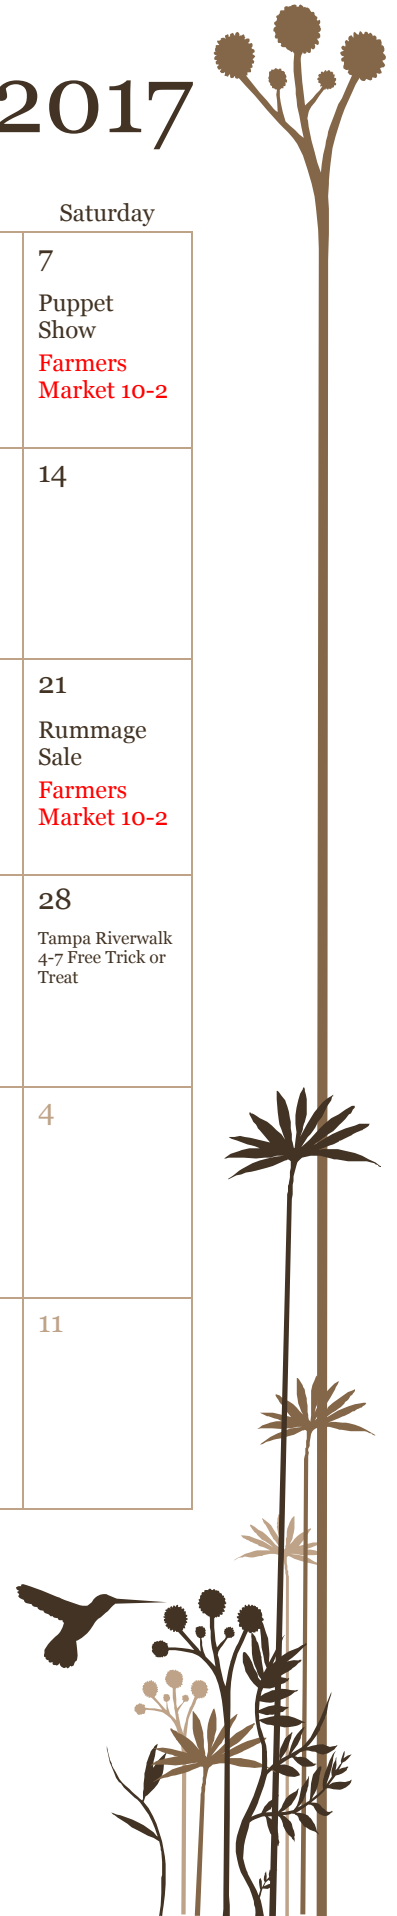 2017
Saturday
7
Puppet
Show
Farmers
Market 10-2
14
21
Rummage
Sale
Farmers
Market 10-2
28
Tampa Riverwalk
4-7 Free Trick or
Treat
4
11